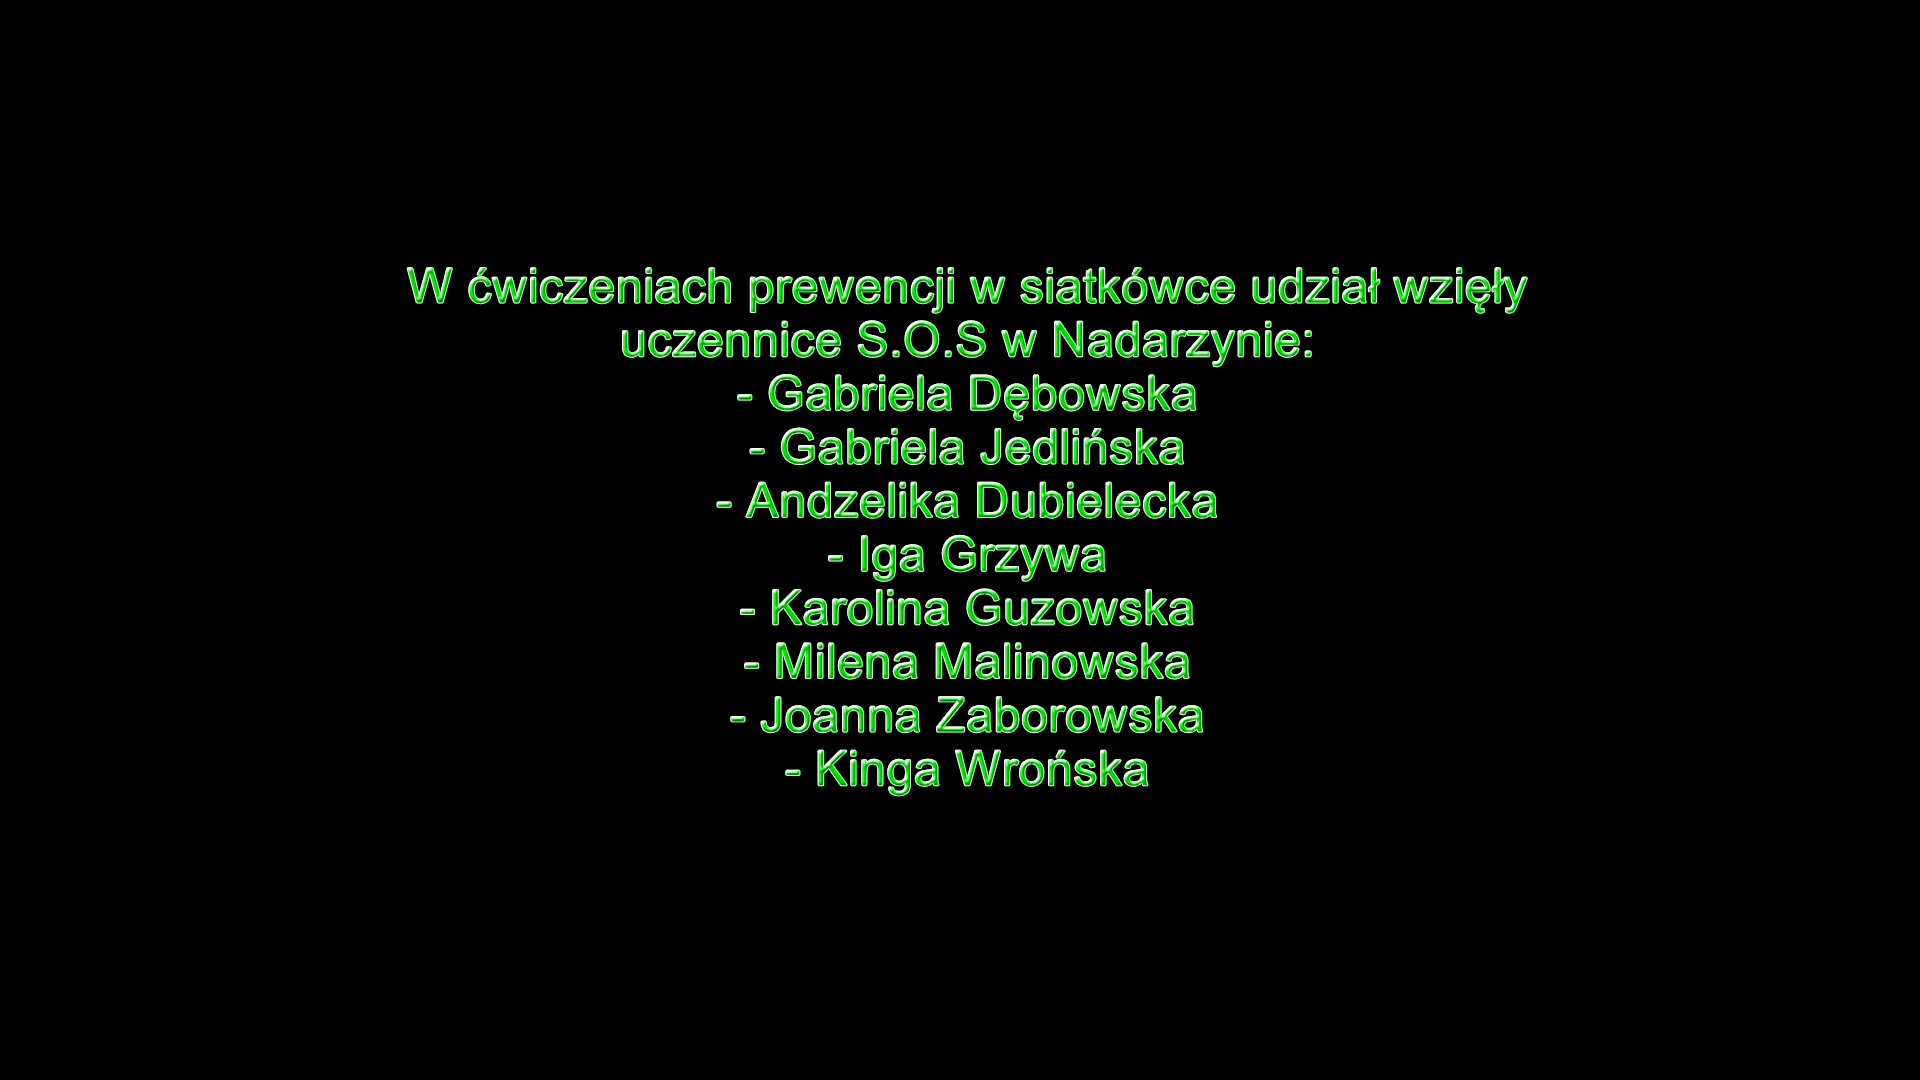 W ćwiczeniach prewencji w siatkówce udział wzięły
uczennice S.O.S w Nadarzynie:
- Gabriela Dębowska
- Gabriela Jedlińska
- Andzelika Dubielecka
- Iga Grzywa
- Karolina Guzowska
- Milena Malinowska
- Joanna Zaborowska
- Kinga Wrońska